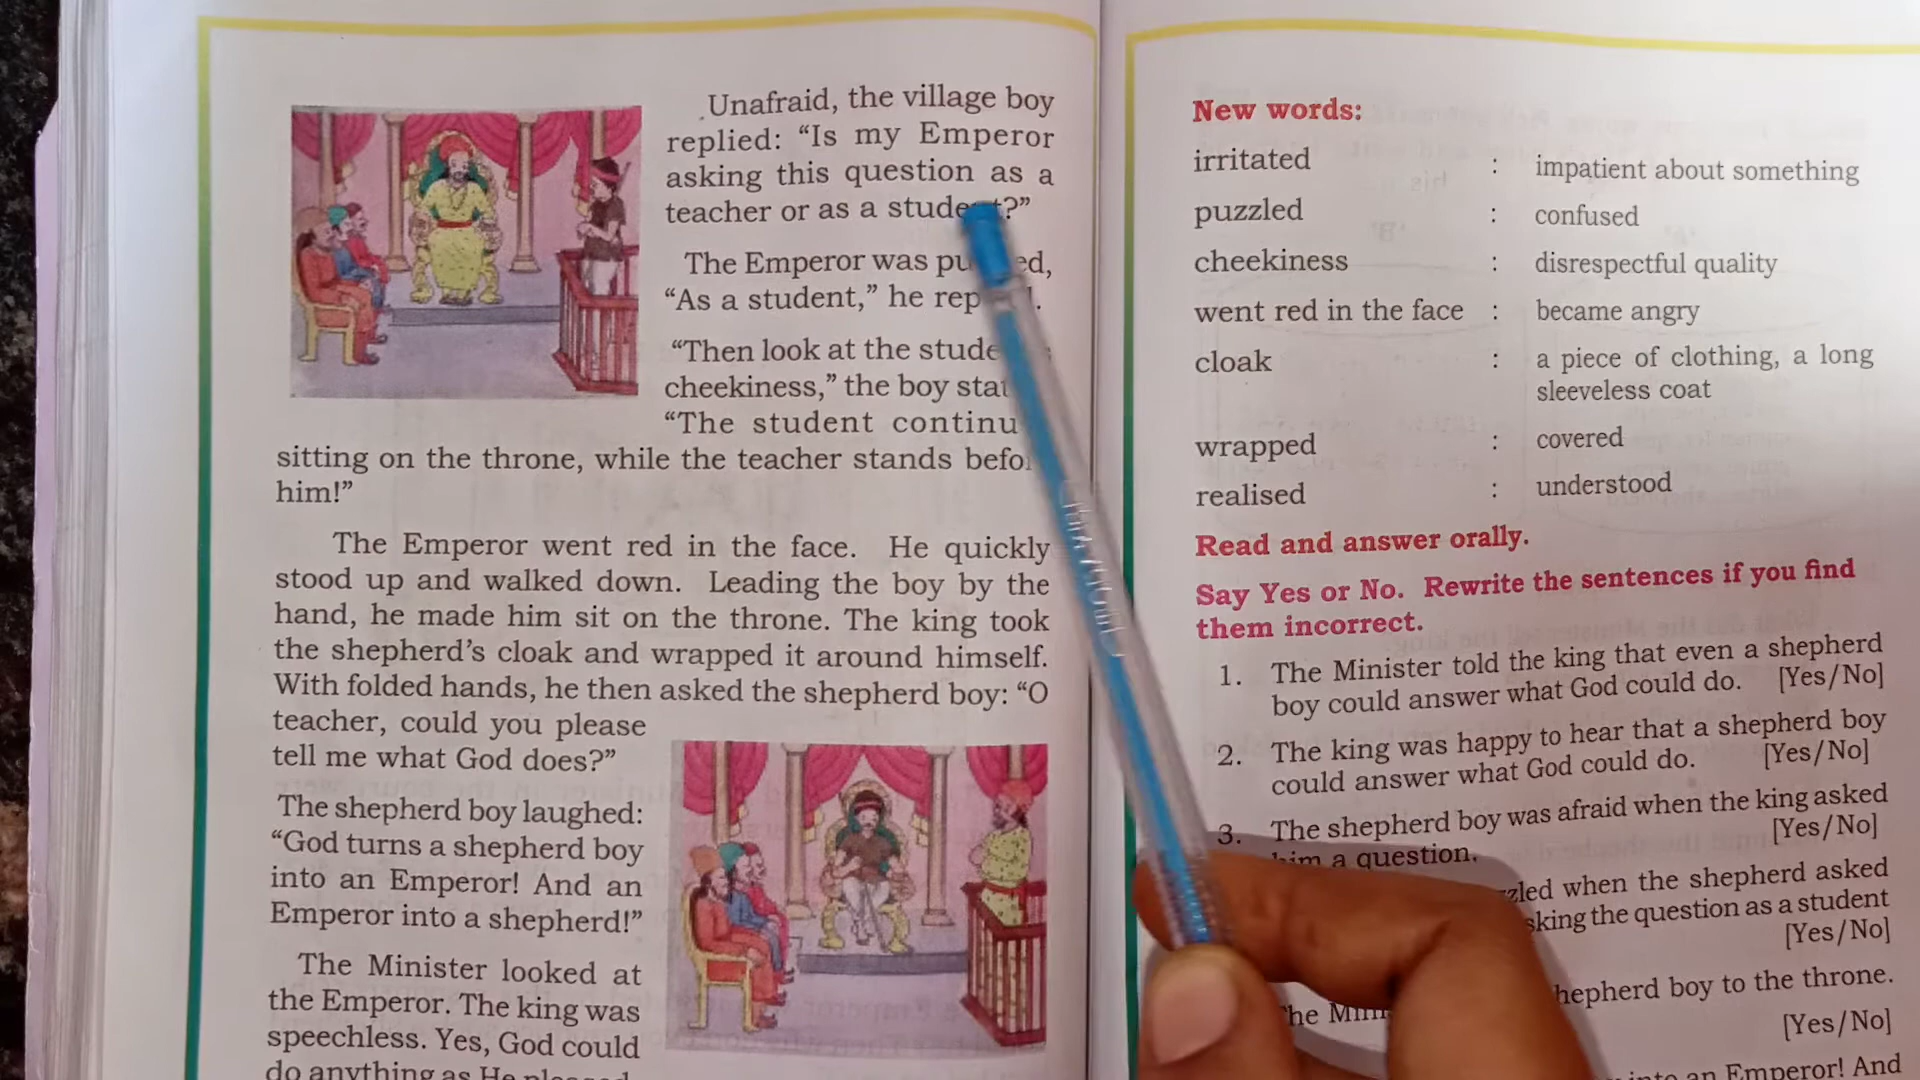 Unafraid, the village boy
replied: “Is my Emperor
asking this question as a
teacher or as a student?”
The Emperor was
“As a student,” he
“Then look at the
cheekiness,” the boy
“The student
sitting on the throne, while the teacher stands
him!”
The Emperor went red in the face. He quickly
stood up and walked down. Leading the boy by the
hand, he made him sit on the throne. The king took
the shepherd’s cloak and wrapped it around himself.
With folded hands, he then asked the shepherd boy: “O
teacher, could you please
tell me what God does?”
The shepherd boy laughed:
“God turns a shepherd boy
into an Emperor! And an
Emperor into a shepherd!”
The Minister looked at
the Emperor. The king was
speechless. Yes, God could
do anything as He pleased
New words:
irritated : impatient about something
puzzled : confused
cheekiness : disrespectful quality
went red in the face : became angry
cloak : a piece of clothing, a long
sleeveless coat
wrapped : covered
realised : understood
Read and answer orally.
Say Yes or No. Rewrite the sentences if you find
them incorrect.
1. The Minister told the king that even a shepherd
boy could answer what God could do. [Yes/No]
2. The king was happy to hear that a shepherd boy
could answer what God could do. [Yes/No]
3. The shepherd boy was afraid when the king asked
him a question. [Yes/No]
when the shepherd asked
the question as a student
[Yes/No]
boy to the throne.
[Yes/No]
an Emperor! And